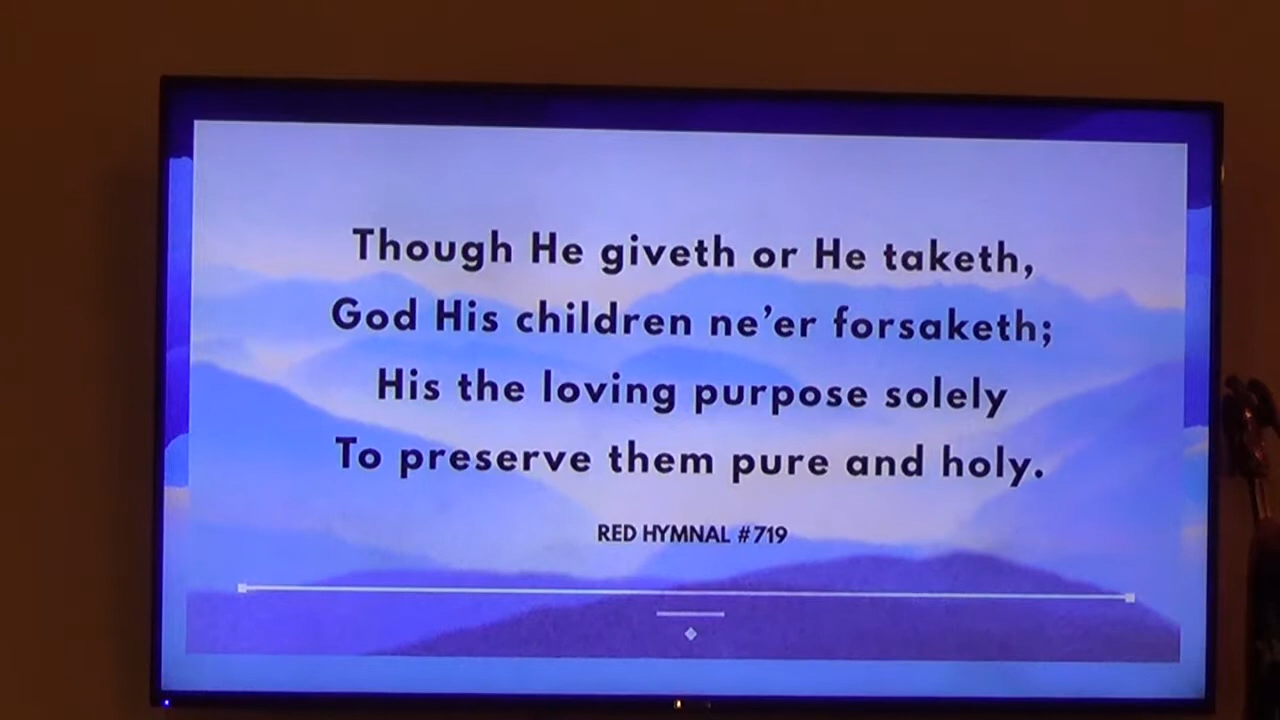 Though He giveth or He taketh,
God His children ne’er forsaketh;
His the loving purpose solely
To preserve them pure and holy.
RED HYMNAL #719